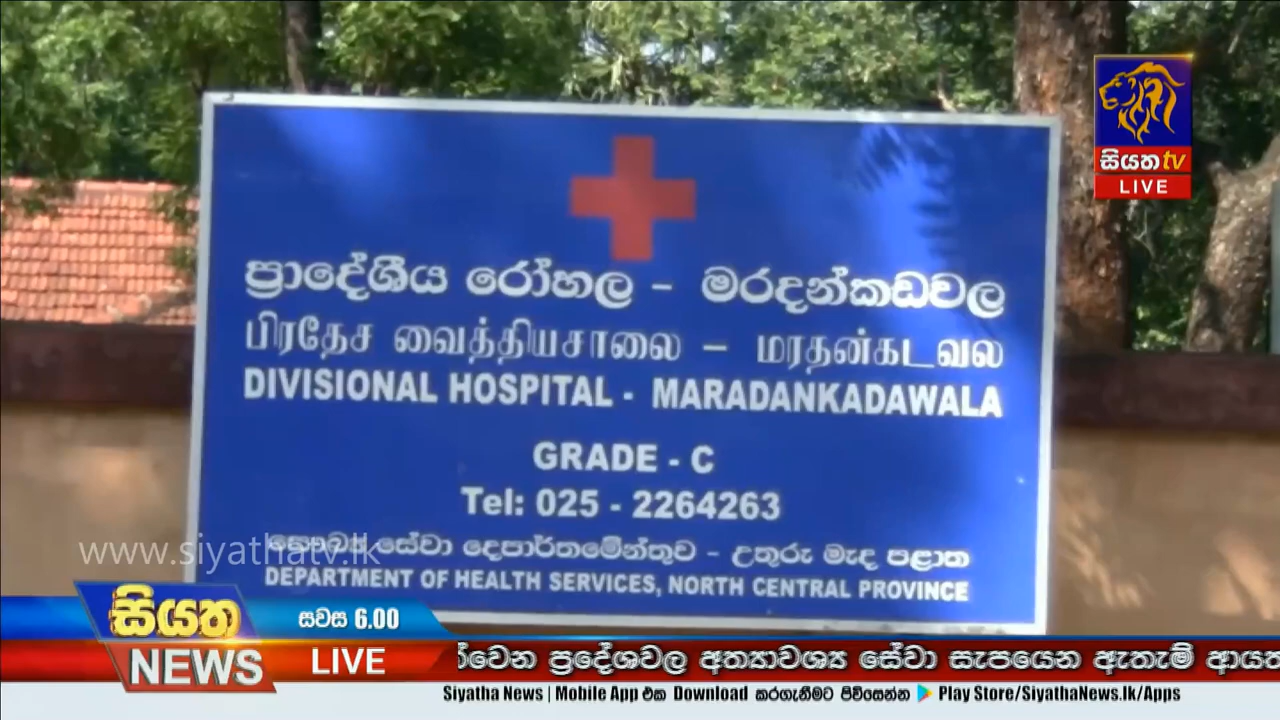 සියත tv
LIVE
ප්‍රාදේශීය රෝහල - මරදන්කඩවල
பிரதேச வைத்தியசாலை - மரதன்கடவல
DIVISIONAL HOSPITAL - MARADANKADAWALA
GRADE - C
Tel: 025 - 2264263
සෞඛ්‍ය සේවා දෙපාර්තමේන්තුව - උතුරු මැද පළාත
DEPARTMENT OF HEALTH SERVICES, NORTH CENTRAL PROVINCE
www.siyathatv.lk
සියත NEWS
සවස 6.00
LIVE
ප්‍රදේශවල අත්‍යාවශ්‍ය සේවා සැපයෙන ඇතැම්
Siyatha News | Mobile App එක Download කරගැනීමට පිවිසෙන්න Play Store/SiyathaNews.lk/Apps